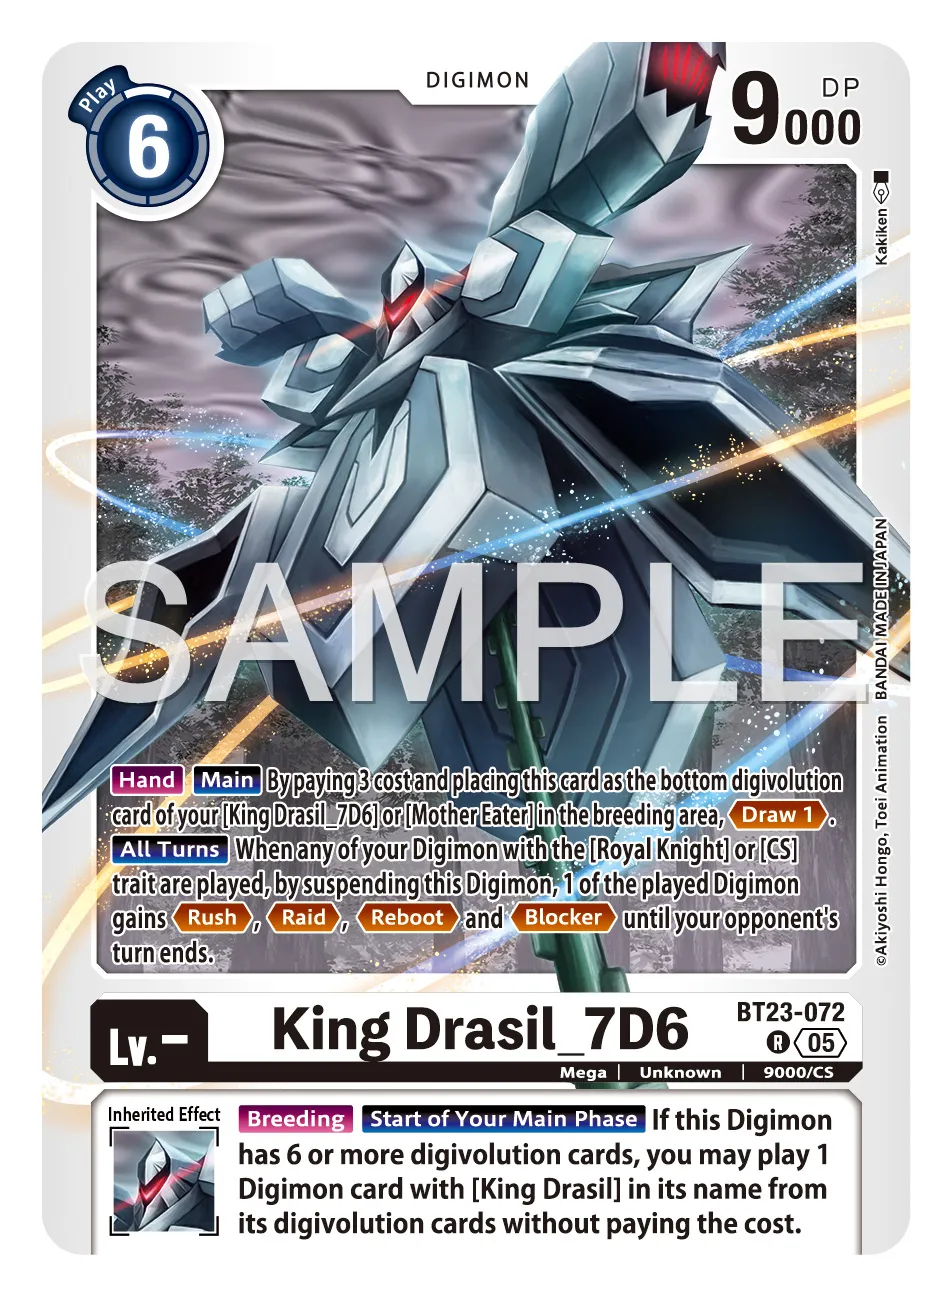 Play
6
DIGIMON
DP
9000
Kakiken
SAMPLE
©Akiyoshi Hongo, Toei Animation BANDAI MADE IN JAPAN
Hand Main By paying 3 cost and placing this card as the bottom digivolution
card of your [King Drasil_7D6] or [Mother Eater] in the breeding area, Draw 1.
All Turns When any of your Digimon with the [Royal Knight] or [CS]
trait are played, by suspending this Digimon, 1 of the played Digimon
gains Rush, Raid, Reboot and Blocker until your opponent's
turn ends.
Lv.-
King Drasil_7D6
BT23-072
R 05
Mega | Unknown | 9000/CS
Inherited Effect
Breeding Start of Your Main Phase If this Digimon
has 6 or more digivolution cards, you may play 1
Digimon card with [King Drasil] in its name from
its digivolution cards without paying the cost.